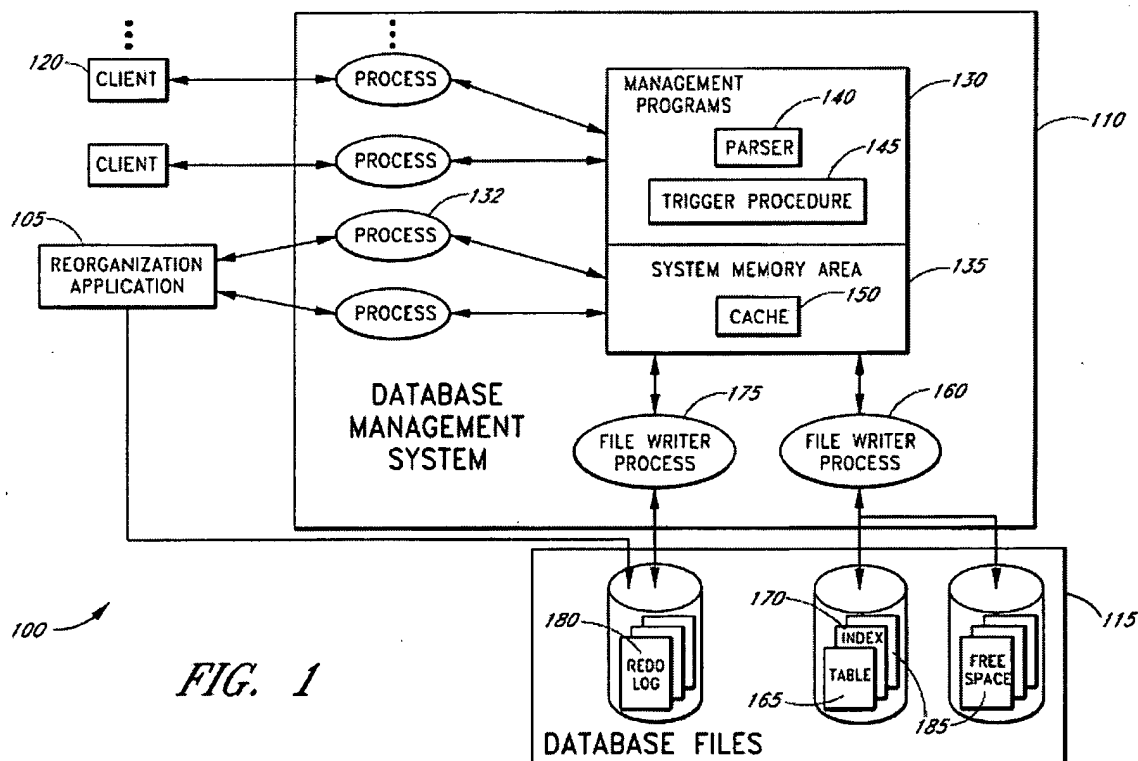 120
CLIENT
PROCESS
MANAGEMENT
PROGRAMS
140
130
110
PARSER
CLIENT
PROCESS
145
TRIGGER PROCEDURE
132
105
PROCESS
REORGANIZATION
APPLICATION
SYSTEM MEMORY AREA
135
150
PROCESS
CACHE
DATABASE
MANAGEMENT
SYSTEM
175
160
FILE WRITER
PROCESS
FILE WRITER
PROCESS
100
FIG. 1
180
REDO
LOG
170
INDEX
TABLE
165
185
FREE
SPACE
115
DATABASE FILES